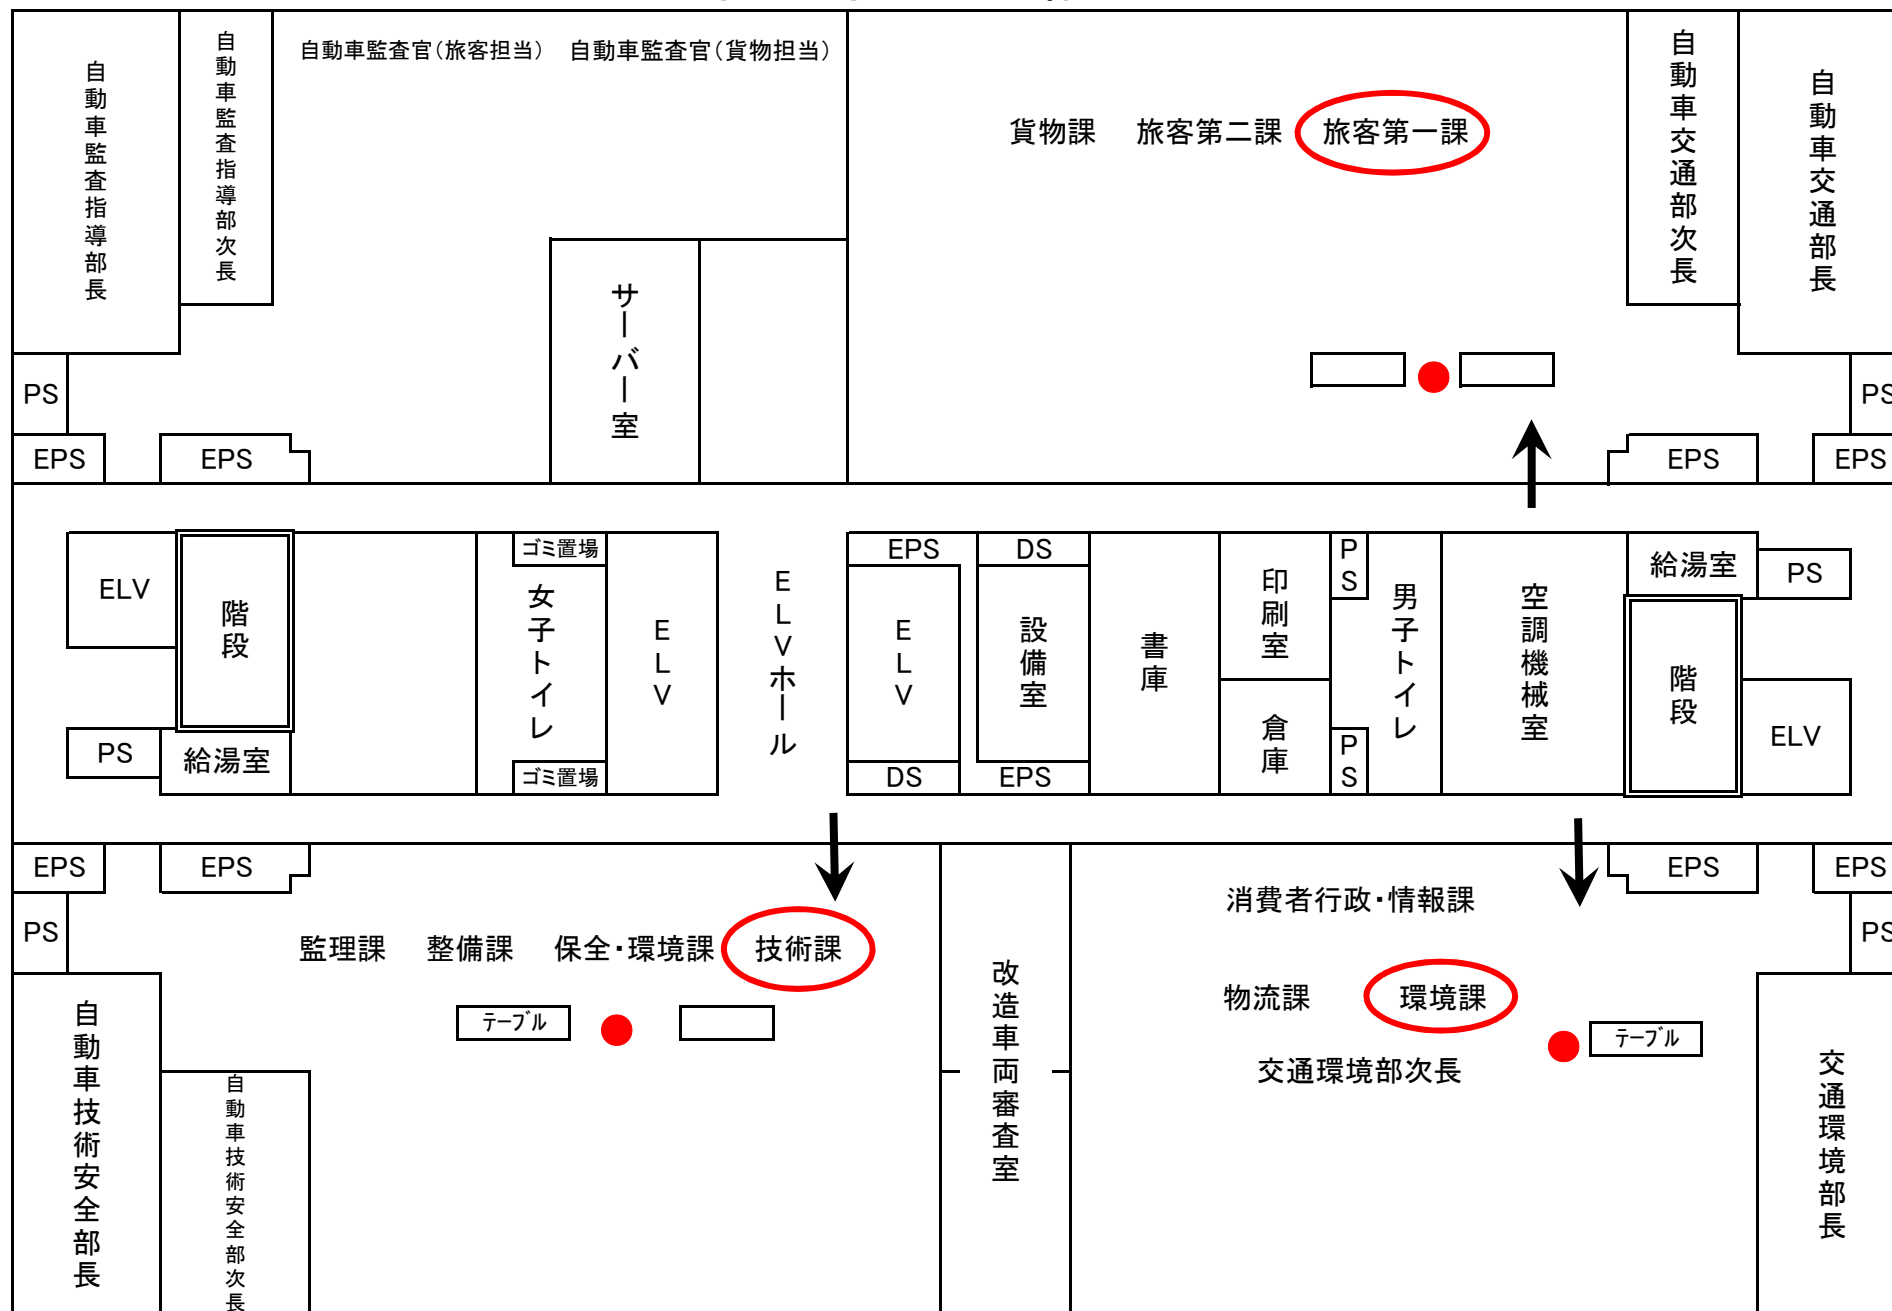 自動車監査指導部長
自動車監査指導部次長
自動車監査官(旅客担当)
自動車監査官(貨物担当)
貨物課
旅客第二課
旅客第一課
自動車交通部次長
自動車交通部長
サーバー室
PS
PS
EPS
EPS
EPS
EPS
ELV
階段
ゴミ置場
女子トイレ
ELV
ELVホール
EPS
ELV
DS
設備室
書庫
印刷室
PS
男子トイレ
空調機械室
給湯室
PS
階段
PS
給湯室
ゴミ置場
DS
EPS
倉庫
PS
ELV
EPS
EPS
EPS
EPS
PS
PS
監理課
整備課
保全・環境課
技術課
テーブル
改造車両審査室
消費者行政・情報課
物流課
環境課
テーブル
交通環境部次長
自動車技術安全部長
自動車技術安全部次長
交通環境部長